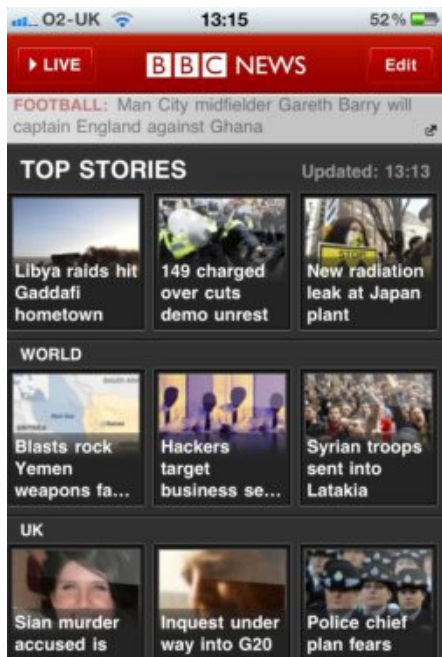 O2-UK 13:15 52%
LIVE BBC NEWS Edit
FOOTBALL: Man City midfielder Gareth Barry will
captain England against Ghana
TOP STORIES Updated: 13:13
Libya raids hit
Gaddafi
hometown
149 charged
over cuts
demo unrest
STOP
New radiation
leak at Japan
plant
WORLD
Blasts rock
Yemen
weapons fa...
Hackers
target
business se...
Syrian troops
sent into
Latakia
UK
Sian murder
accused is
Inquest under
way into G20
Police chief
plan fears